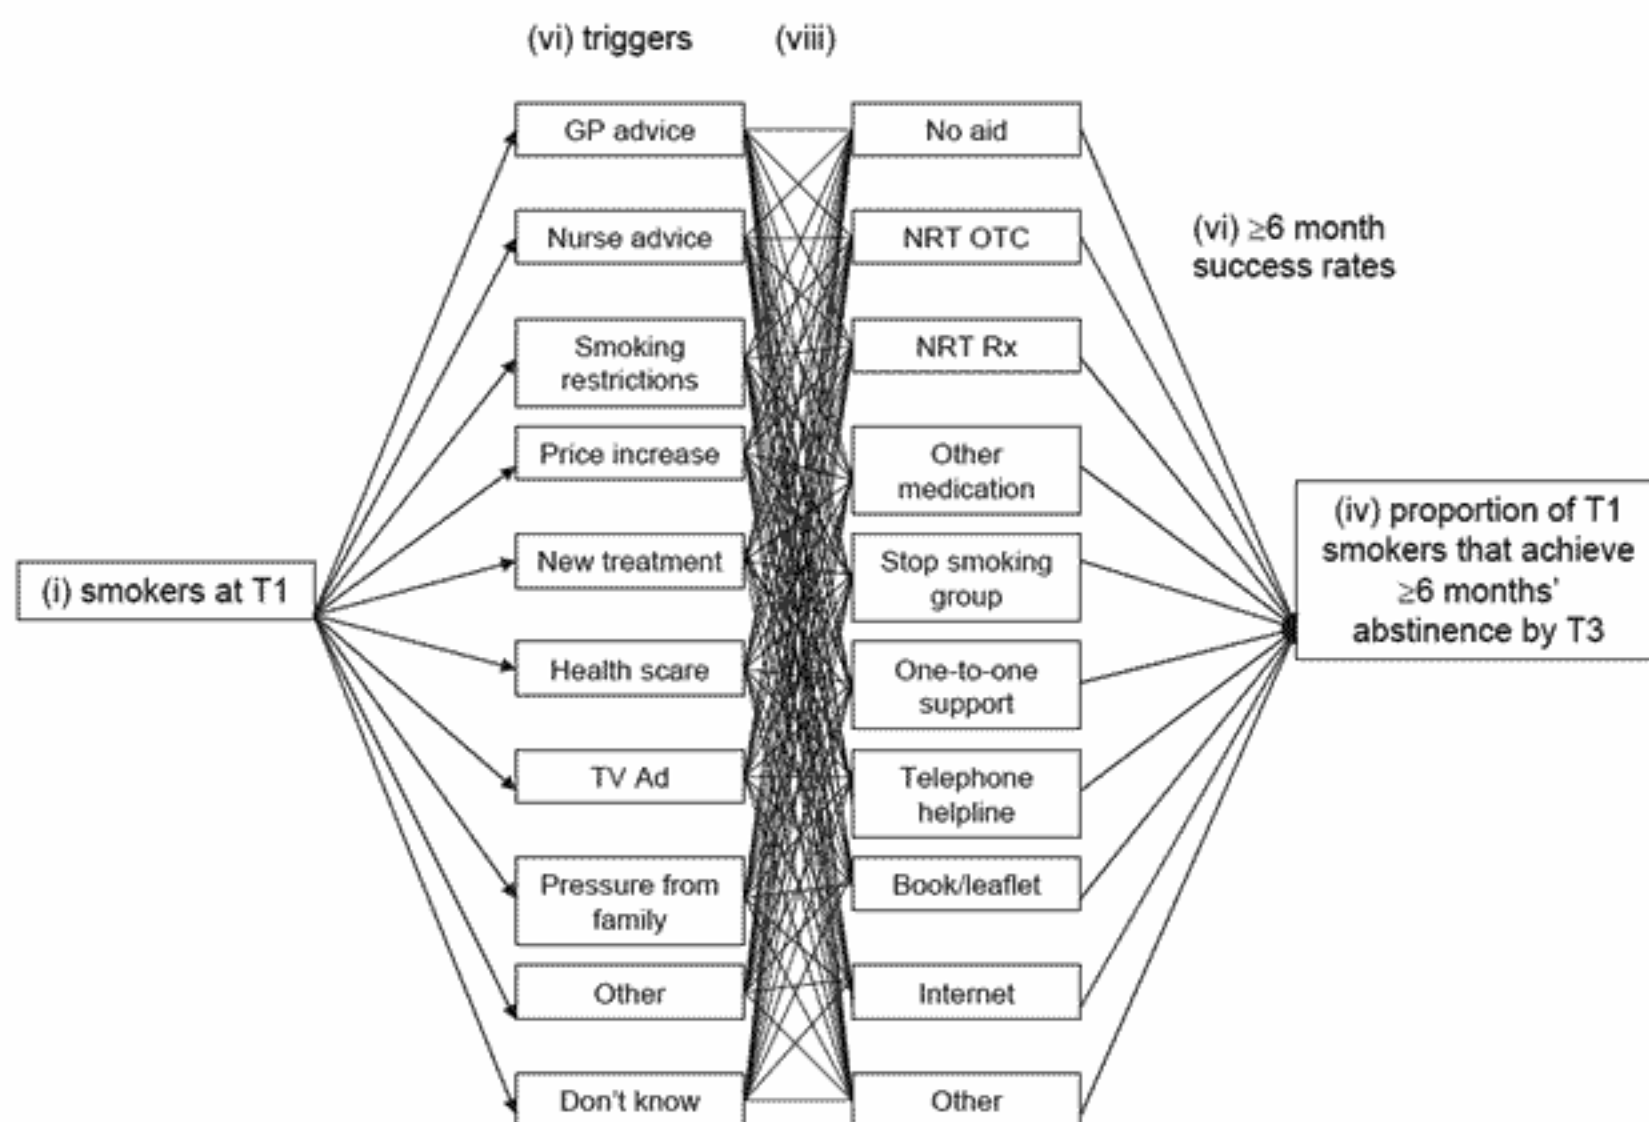 (vi) triggers
(viii)
GP advice
No aid
Nurse advice
NRT OTC
(vi) ≥6 month
success rates
Smoking
restrictions
NRT Rx
Price increase
Other
medication
(i) smokers at T1
New treatment
Stop smoking
group
(iv) proportion of T1
smokers that achieve
≥6 months’
abstinence by T3
Health scare
One-to-one
support
TV Ad
Telephone
helpline
Pressure from
family
Book/leaflet
Other
Internet
Don’t know
Other